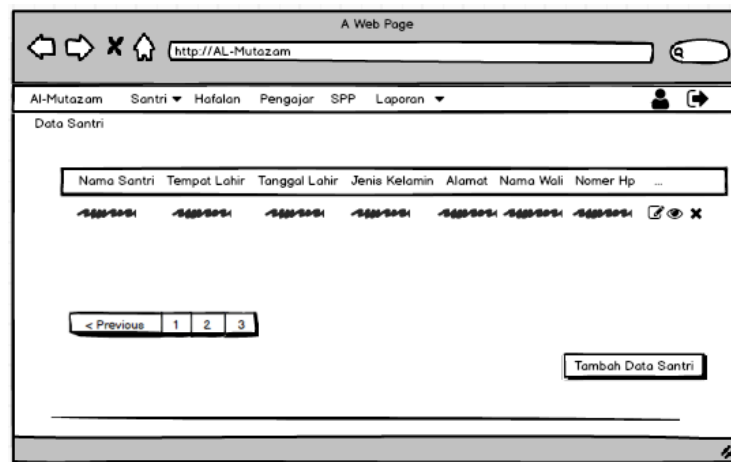 A Web Page
http://AL-Mutazam
Al-Mutazam Santri Hafalan Pengajar SPP Laporan
Data Santri
Nama Santri Tempat Lahir Tanggal Lahir Jenis Kelamin Alamat Nama Wali Nomer Hp ...
< Previous 1 2 3
Tambah Data Santri